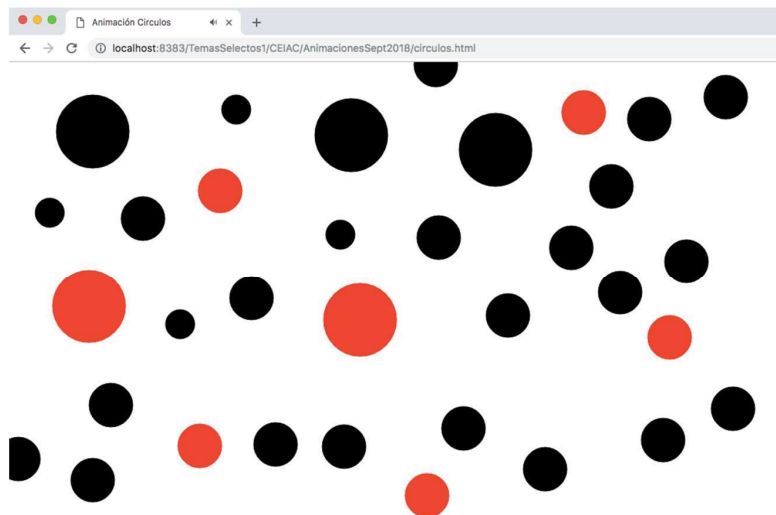 Animación Circulos
localhost:8383/TemasSelectos1/CEIAC/AnimacionesSept2018/circulos.html